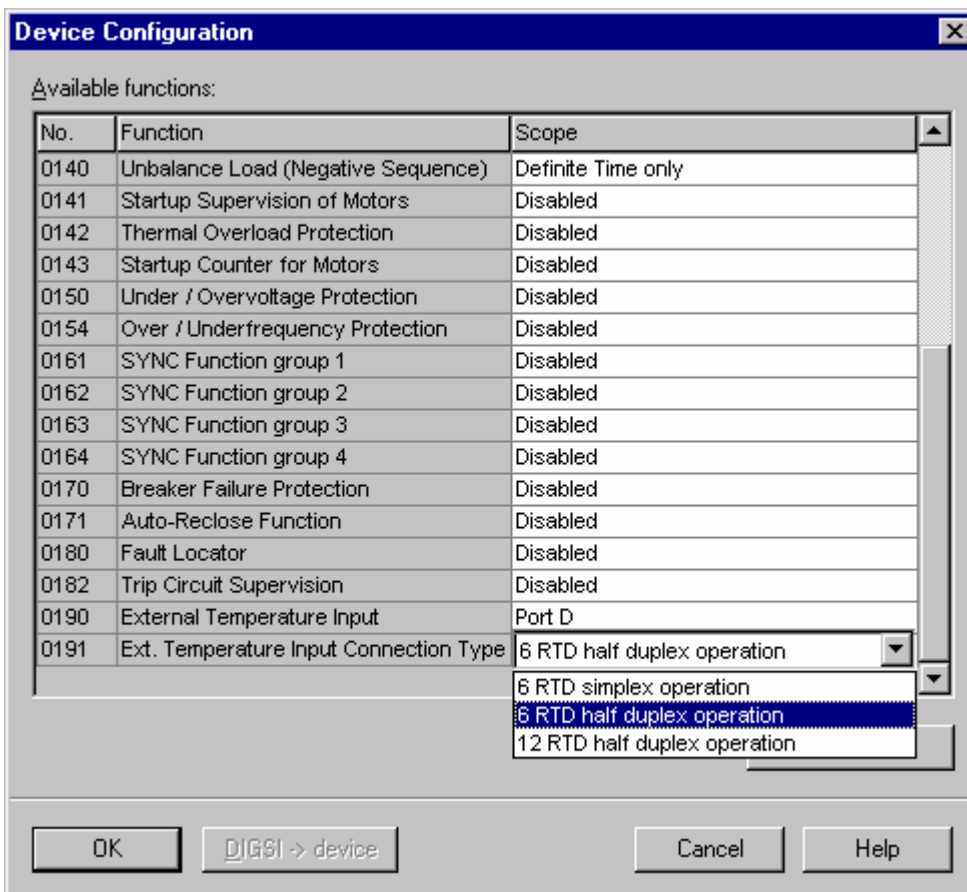 Device Configuration
Available functions:
No. Function Scope
0140 Unbalance Load (Negative Sequence) Definite Time only
0141 Startup Supervision of Motors Disabled
0142 Thermal Overload Protection Disabled
0143 Startup Counter for Motors Disabled
0150 Under / Overvoltage Protection Disabled
0154 Over / Underfrequency Protection Disabled
0161 SYNC Function group 1 Disabled
0162 SYNC Function group 2 Disabled
0163 SYNC Function group 3 Disabled
0164 SYNC Function group 4 Disabled
0170 Breaker Failure Protection Disabled
0171 Auto-Reclose Function Disabled
0180 Fault Locator Disabled
0182 Trip Circuit Supervision Disabled
0190 External Temperature Input Port D
0191 Ext. Temperature Input Connection Type 6 RTD half duplex operation
6 RTD simplex operation
6 RTD half duplex operation
12 RTD half duplex operation
OK DIGSI -> device Cancel Help